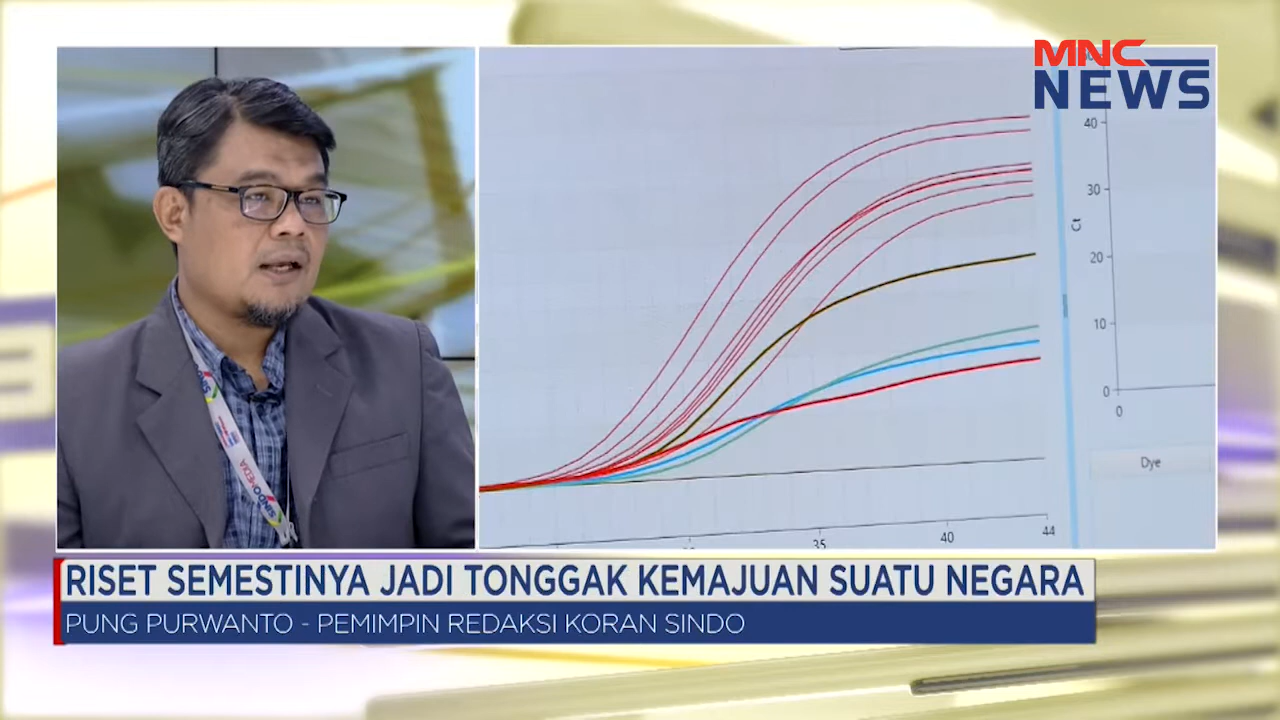 MNC
NEWS
40
30
Ct
20
10
0
0
Dye
35
40
44
SINDOMEDIA
RISET SEMESTINYA JADI TONGGAK KEMAJUAN SUATU NEGARA
PUNG PURWANTO - PEMIMPIN REDAKSI KORAN SINDO